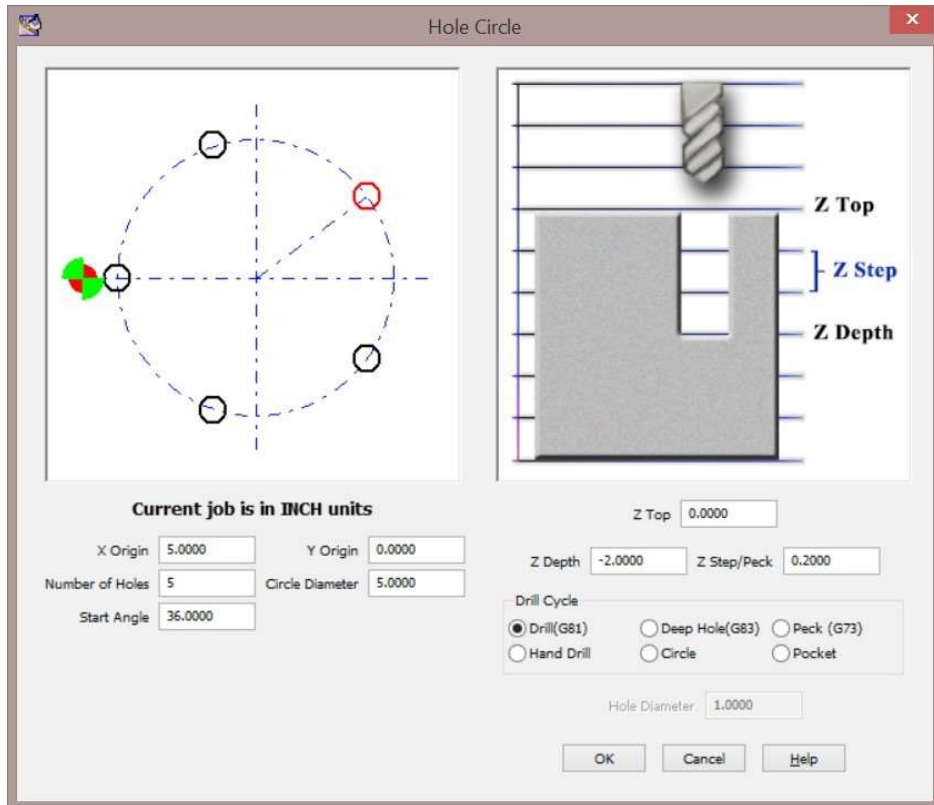 Hole Circle
Z Top
Z Step
Z Depth
Current job is in INCH units
X Origin 5.0000 Y Origin 0.0000
Number of Holes 5 Circle Diameter 5.0000
Start Angle 36.0000
Z Top 0.0000
Z Depth -2.0000 Z Step/Peck 0.2000
Drill Cycle
Drill(G81) Deep Hole(G83) Peck (G73)
Hand Drill Circle Pocket
Hole Diameter 1.0000
OK Cancel Help